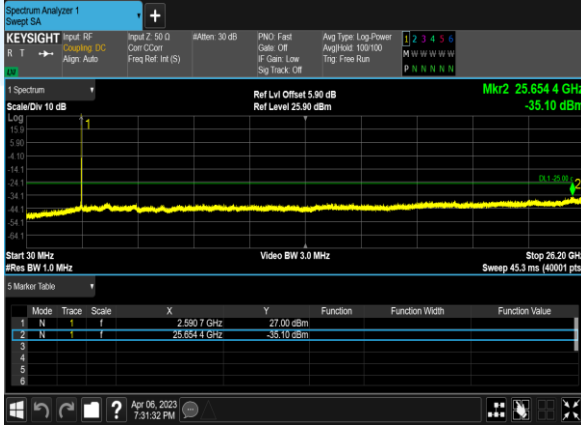 Spectrum Analyzer 1
Swept SA
+
KEYSIGHT Input: RF Input Z: 50 Ω #Atten: 30 dB PNO: Fast Avg Type: Log-Power 1 2 3 4 5 6
R T Coupling: DC Corr CCorr Gate: Off Avg|Hold: 100/100 M W W W W W
Align: Auto Freq Ref: Int (S) IF Gain: Low Trig: Free Run
Sig Track: Off P N N N N N
1 Spectrum Ref Lvl Offset 5.90 dB Mkr2 25.654 4 GHz
Scale/Div 10 dB Ref Level 25.90 dBm -35.10 dBm
Log
1
15.9
5.90
-4.10
-14.1
-24.1 DL1 -25.00
2
-34.1
-44.1
-54.1
-64.1
Start 30 MHz Video BW 3.0 MHz Stop 26.20 GHz
#Res BW 1.0 MHz Sweep 45.3 ms (40001 pts
5 Marker Table
Mode Trace Scale X Y Function Function Width Function Value
1 N 1 f 2.590 7 GHz 27.00 dBm
2 N 1 f 25.654 4 GHz -35.10 dBm
3
4
5
6
? Apr 06, 2023
7:31:32 PM